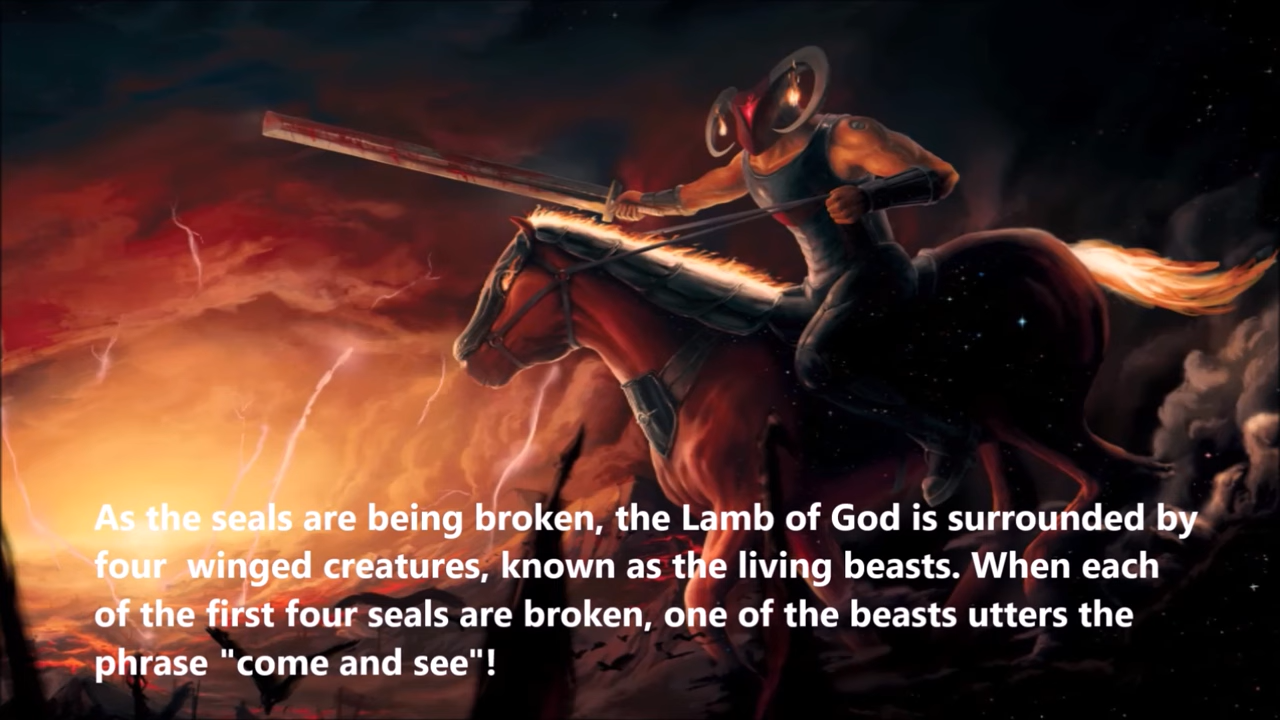 As the seals are being broken, the Lamb of God is surrounded by
four  winged creatures, known as the living beasts. When each
of the first four seals are broken, one of the beasts utters the
phrase "come and see"!